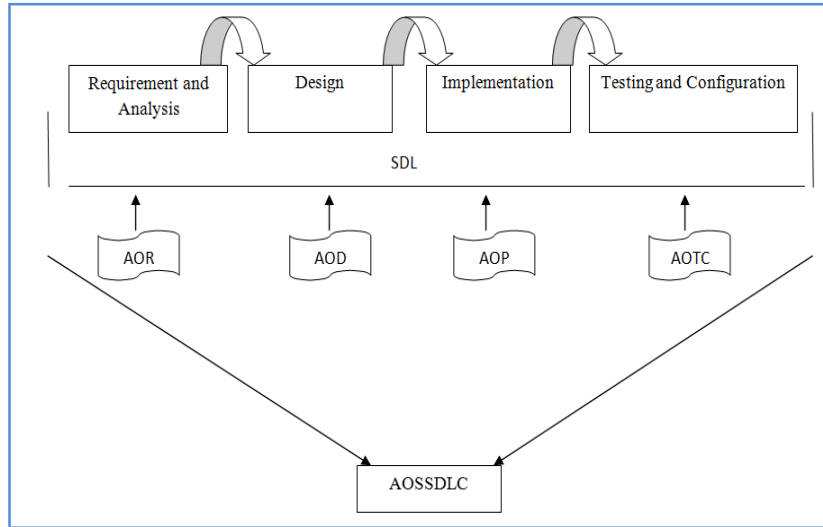 Requirement and
Analysis
Design
Implementation
Testing and Configuration
SDL
AOR
AOD
AOP
AOTC
AOSSDLC